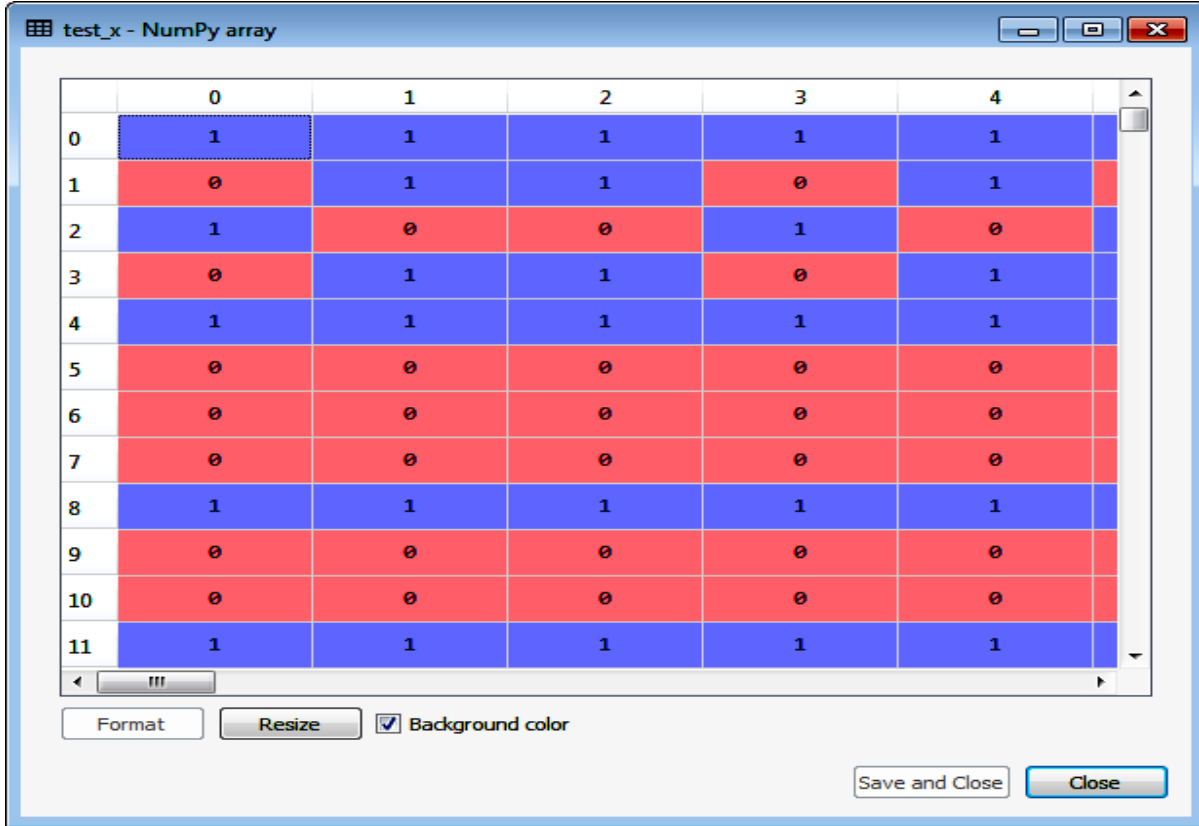 test_x - NumPy array
0 1 2 3 4
0 1 1 1 1 1
1 0 1 1 0 1
2 1 0 0 1 0
3 0 1 1 0 1
4 1 1 1 1 1
5 0 0 0 0 0
6 0 0 0 0 0
7 0 0 0 0 0
8 1 1 1 1 1
9 0 0 0 0 0
10 0 0 0 0 0
11 1 1 1 1 1
Format Resize Background color
Save and Close Close